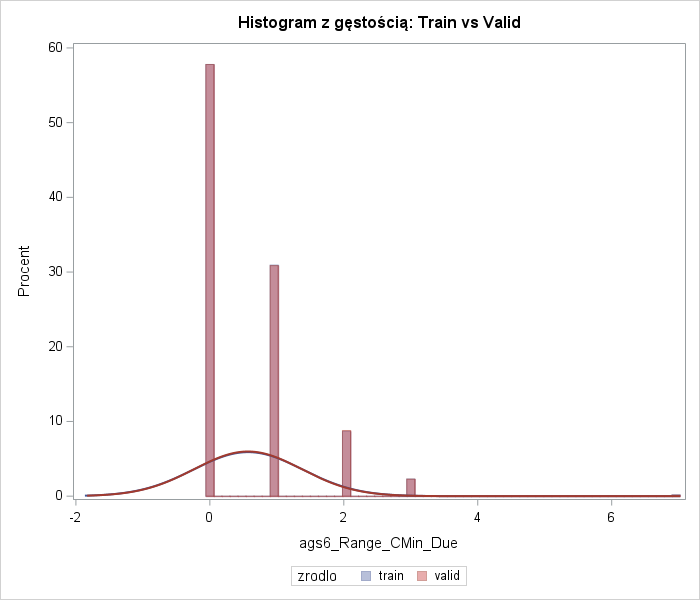 Histogram z gęstością: Train vs Valid
60
50
40
30
20
10
0
Procent
-2 0 2 4 6
ags6_Range_CMin_Due
zrodlo train valid